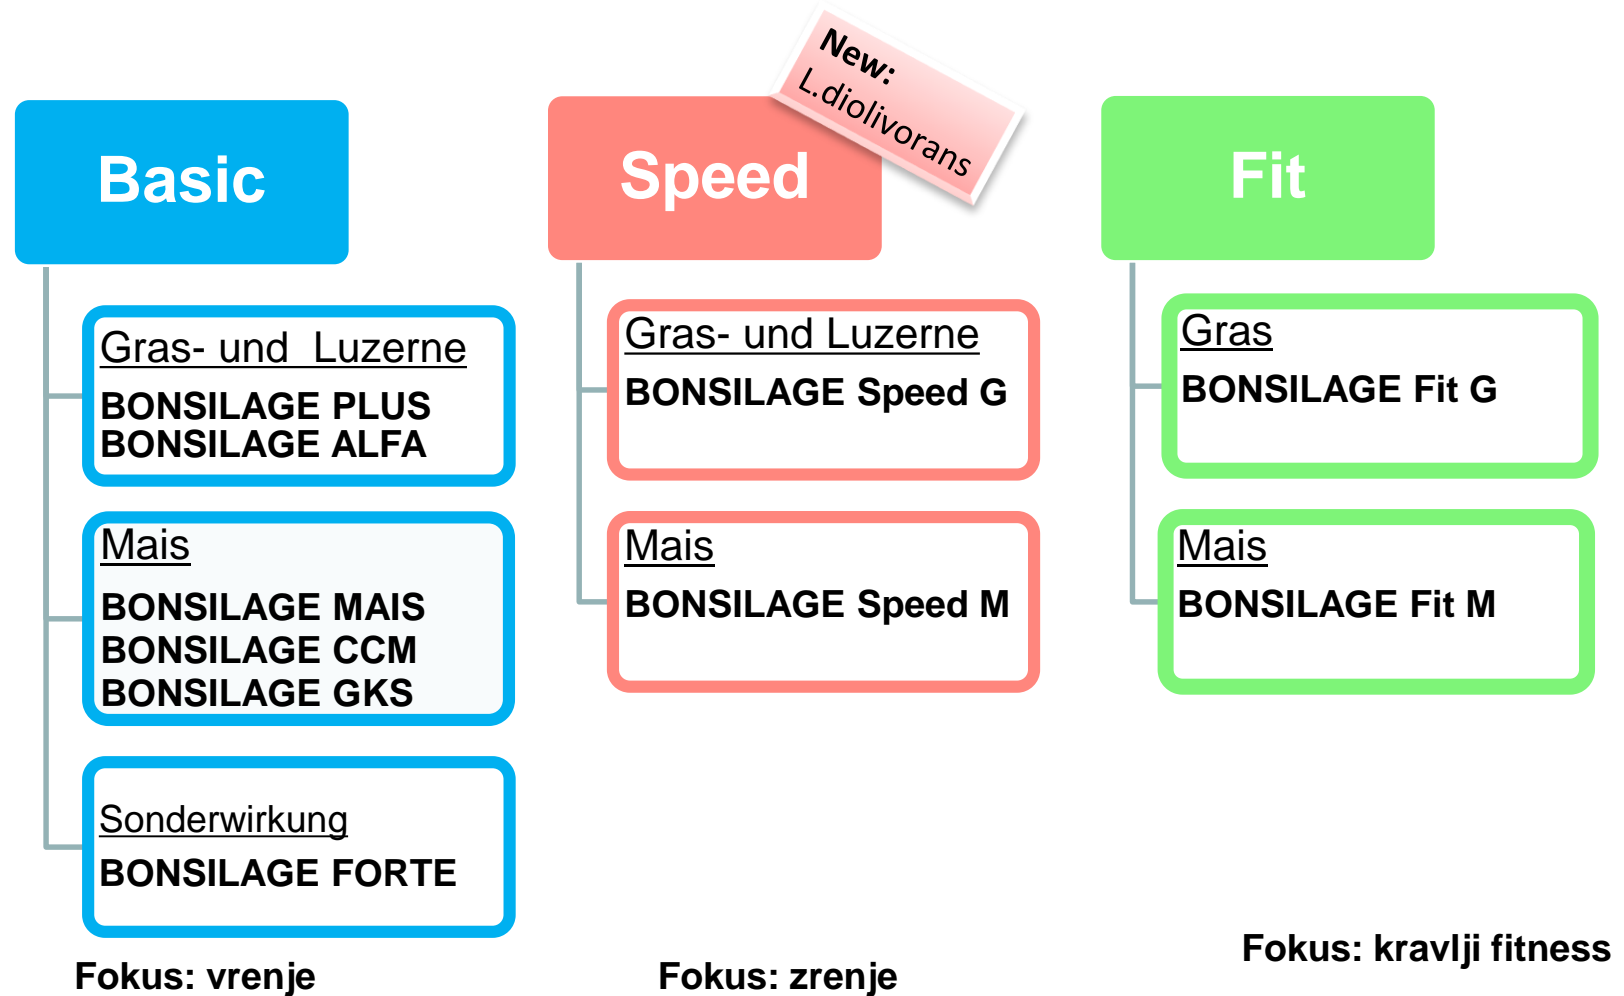 Basic
Gras- und  Luzerne
BONSILAGE PLUS
BONSILAGE ALFA
Mais
BONSILAGE MAIS
BONSILAGE CCM
BONSILAGE GKS
Sonderwirkung
BONSILAGE FORTE
Fokus: vrenje
New:
L.diolivorans
Speed
Gras- und Luzerne
BONSILAGE Speed G
Mais
BONSILAGE Speed M
Fokus: zrenje
Fit
Gras
BONSILAGE Fit G
Mais
BONSILAGE Fit M
Fokus: kravlji fitness